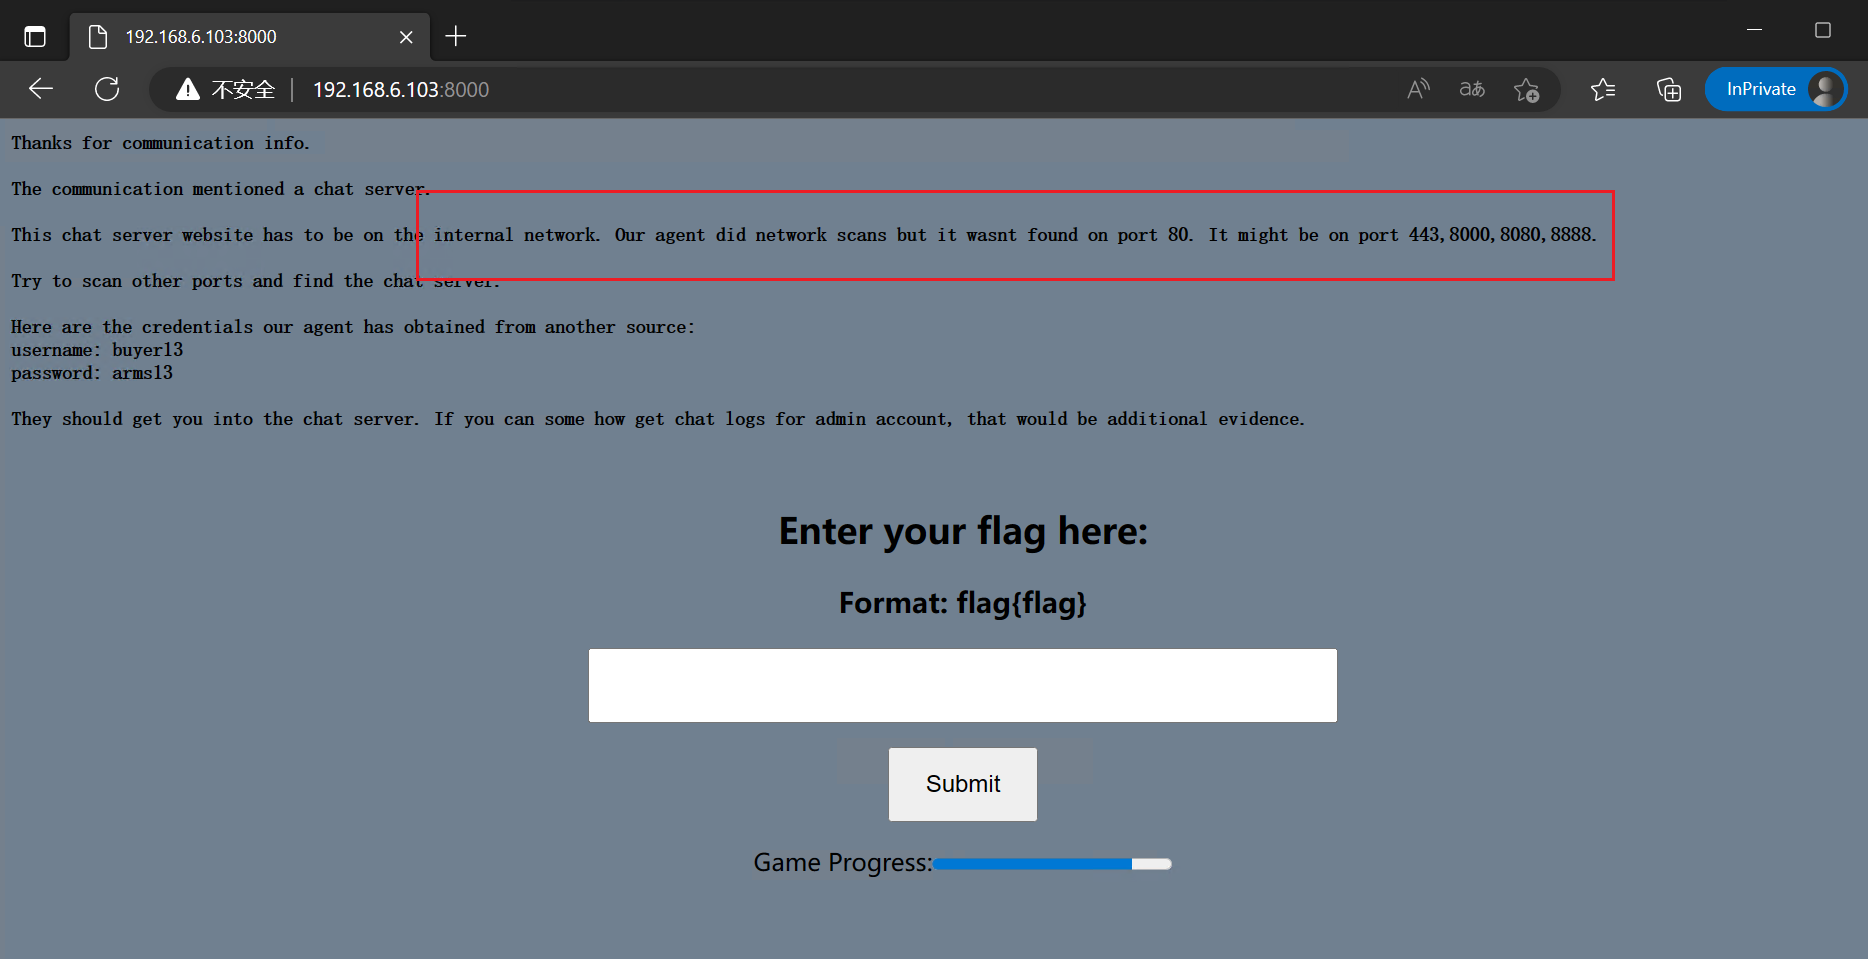 192.168.6.103:8000
不安全 | 192.168.6.103:8000
aあ
InPrivate
Thanks for communication info.
The communication mentioned a chat server.
This chat server website has to be on the internal network. Our agent did network scans but it wasnt found on port 80. It might be on port 443,8000,8080,8888.
Try to scan other ports and find the chat server.
Here are the credentials our agent has obtained from another source:
username: buyer13
password: arms13
They should get you into the chat server. If you can some how get chat logs for admin account, that would be additional evidence.
Enter your flag here:
Format: flag{flag}
Submit
Game Progress: